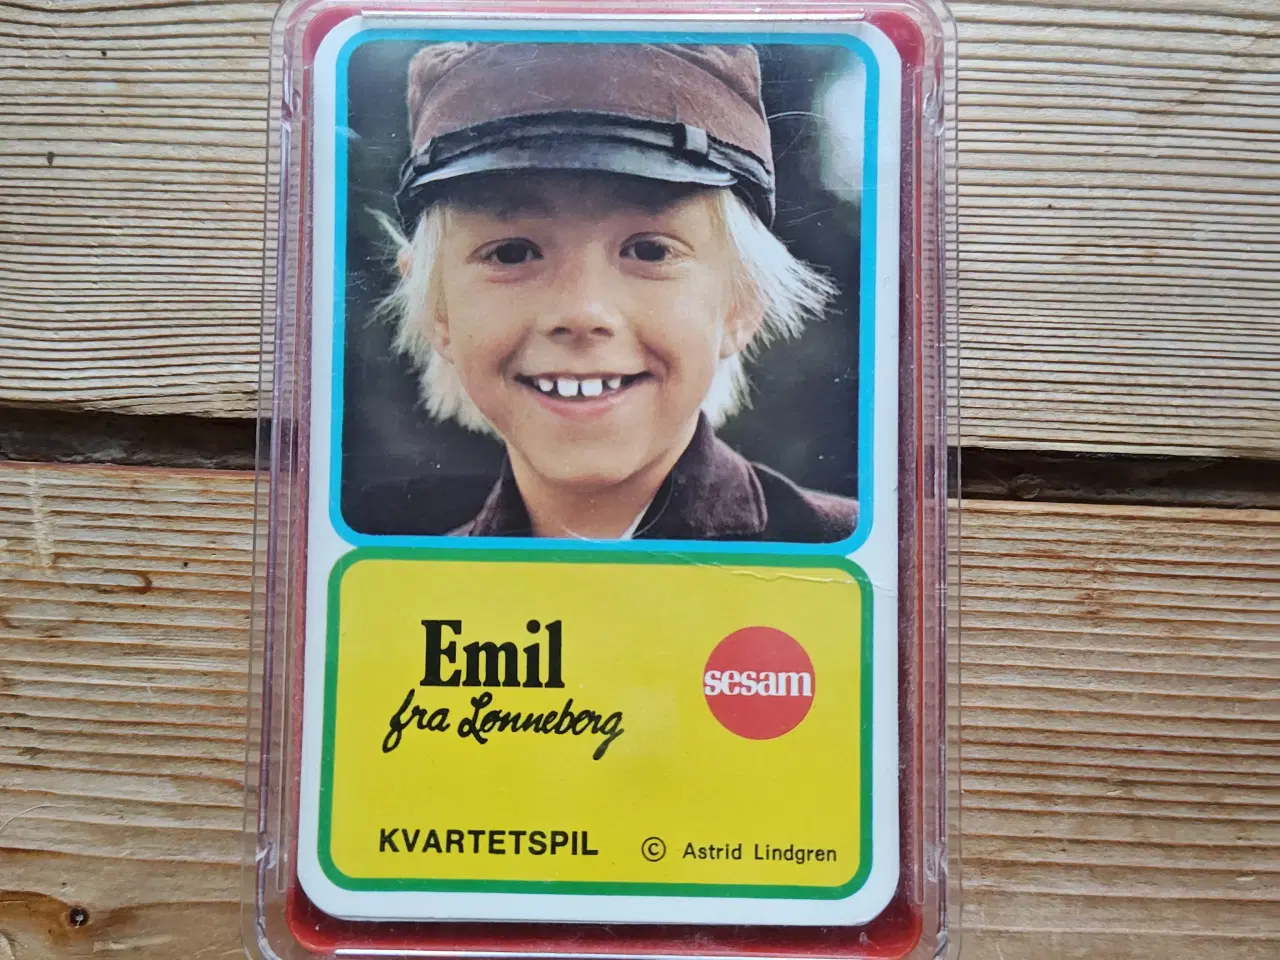 Emil
fra Lønneberg
sesam
KVARTETSPIL
© Astrid Lindgren